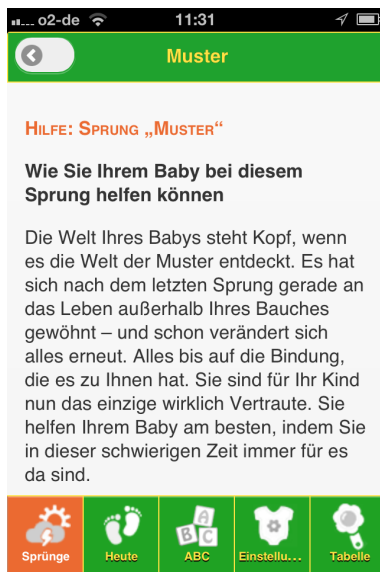 o2-de 11:31
Muster
Hilfe: Sprung „Muster“
Wie Sie Ihrem Baby bei diesem
Sprung helfen können
Die Welt Ihres Babys steht Kopf, wenn
es die Welt der Muster entdeckt. Es hat
sich nach dem letzten Sprung gerade an
das Leben außerhalb Ihres Bauches
gewöhnt – und schon verändert sich
alles erneut. Alles bis auf die Bindung,
die es zu Ihnen hat. Sie sind für Ihr Kind
nun das einzige wirklich Vertraute. Sie
helfen Ihrem Baby am besten, indem Sie
in dieser schwierigen Zeit immer für es
da sind.
A
B C
Sprünge Heute ABC Einstellu... Tabelle